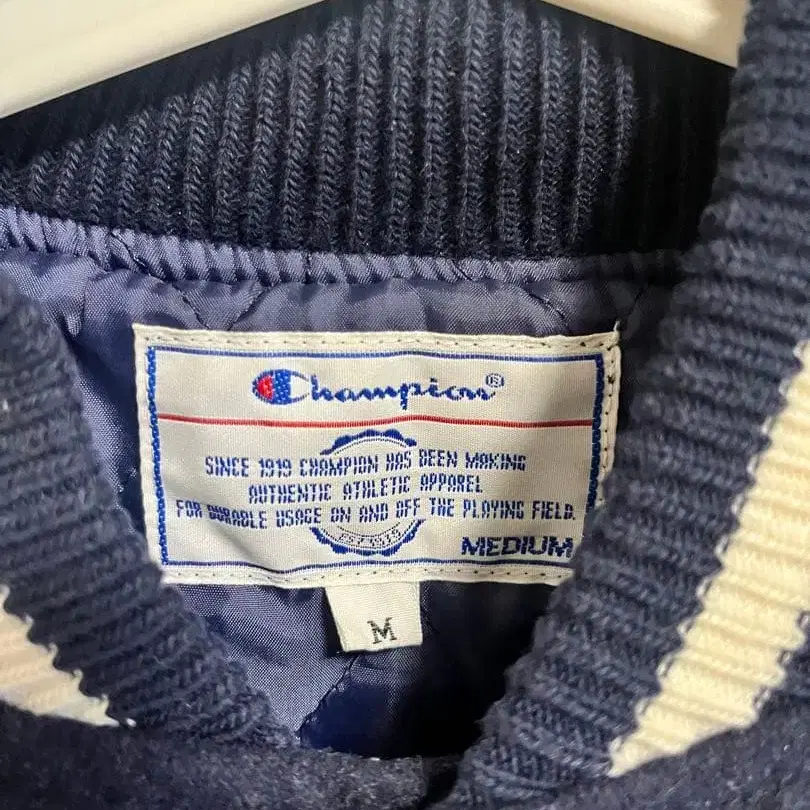 Champion®
SINCE 1919 CHAMPION HAS BEEN MAKING
AUTHENTIC ATHLETIC APPAREL
FOR DURABLE USAGE ON AND OFF THE PLAYING FIELD.
MEDIUM
M